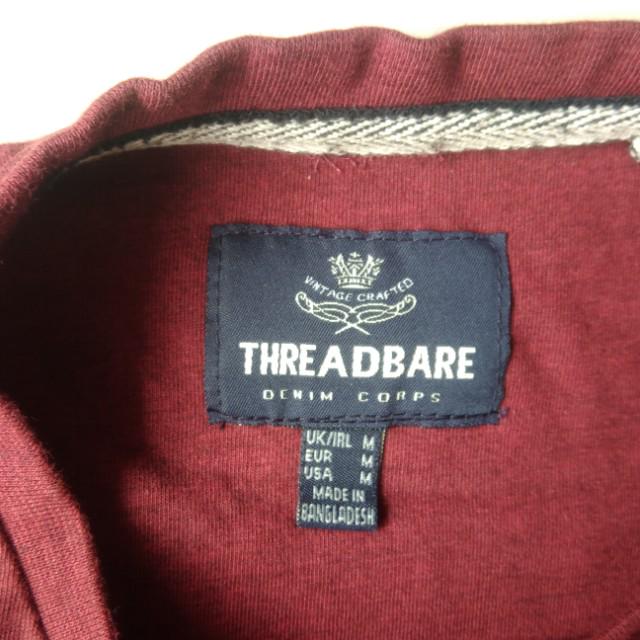 VINTAGE CRAFTED
THREADBARE
DENIM CORPS
UK/IRL M
EUR M
USA M
MADE IN
BANGLADESH